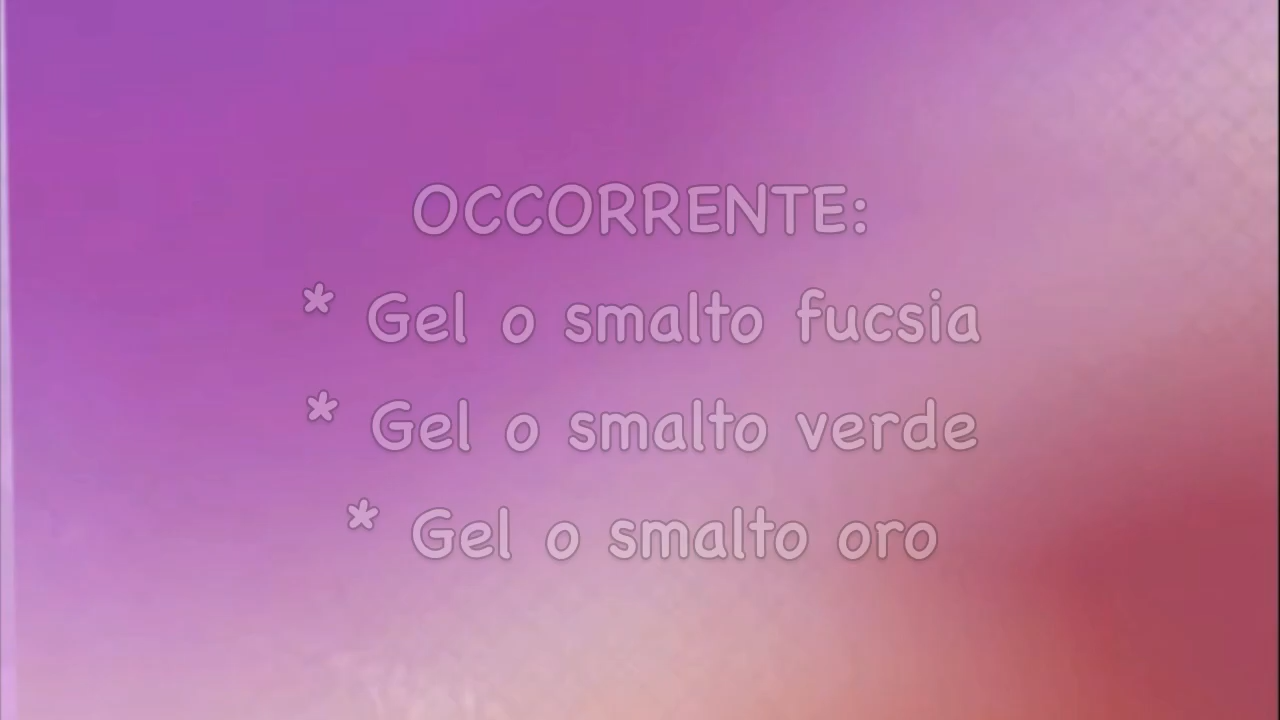 OCCORRENTE:
* Gel o smalto fucsia
* Gel o smalto verde
* Gel o smalto oro